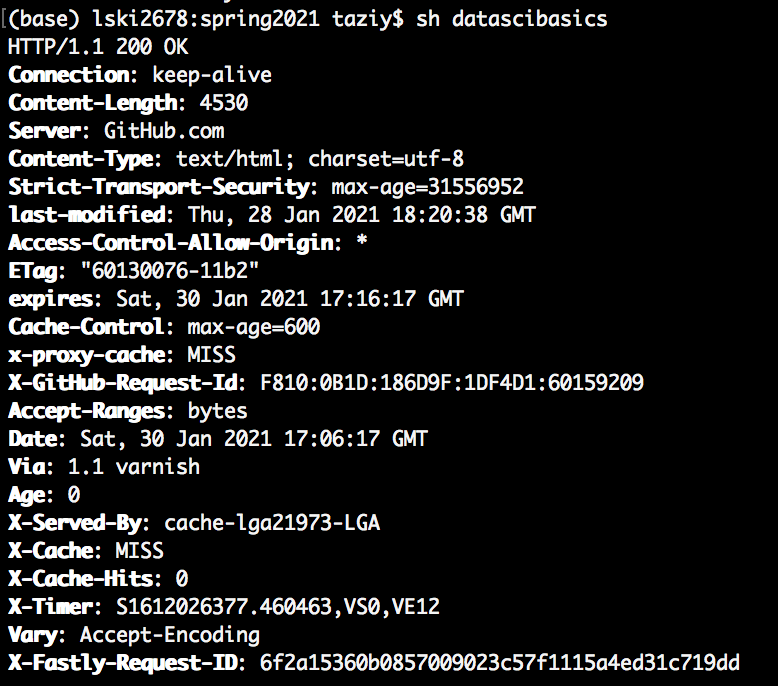 (base) lski2678:spring2021 taziy$ sh datascibasics
HTTP/1.1 200 OK
Connection: keep-alive
Content-Length: 4530
Server: GitHub.com
Content-Type: text/html; charset=utf-8
Strict-Transport-Security: max-age=31556952
last-modified: Thu, 28 Jan 2021 18:20:38 GMT
Access-Control-Allow-Origin: *
ETag: "60130076-11b2"
expires: Sat, 30 Jan 2021 17:16:17 GMT
Cache-Control: max-age=600
x-proxy-cache: MISS
X-GitHub-Request-Id: F810:0B1D:186D9F:1DF4D1:60159209
Accept-Ranges: bytes
Date: Sat, 30 Jan 2021 17:06:17 GMT
Via: 1.1 varnish
Age: 0
X-Served-By: cache-lga21973-LGA
X-Cache: MISS
X-Cache-Hits: 0
X-Timer: S1612026377.460463,VS0,VE12
Vary: Accept-Encoding
X-Fastly-Request-ID: 6f2a15360b0857009023c57f1115a4ed31c719dd